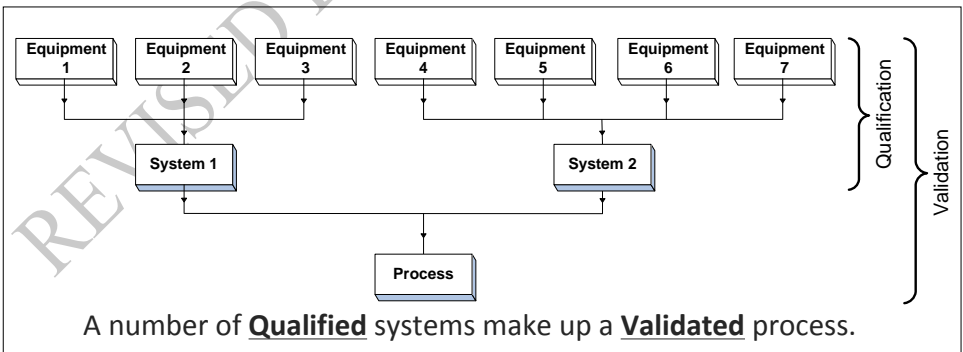 Equipment 1
Equipment 2
Equipment 3
Equipment 4
Equipment 5
Equipment 6
Equipment 7
System 1
System 2
Process
Qualification
Validation
A number of Qualified systems make up a Validated process.
REVISED